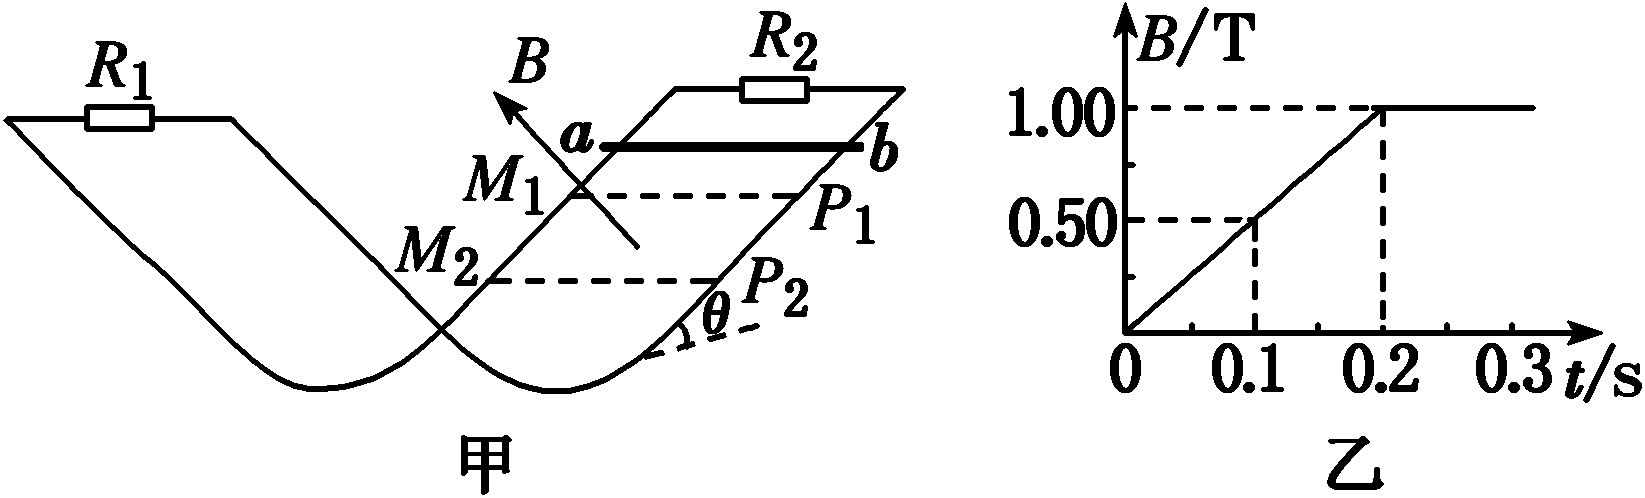 R₁
R₂
B
a
b
M₁
P₁
M₂
P₂
θ
甲
B/T
1.00
0.50
0
0.1
0.2
0.3
t/s
乙